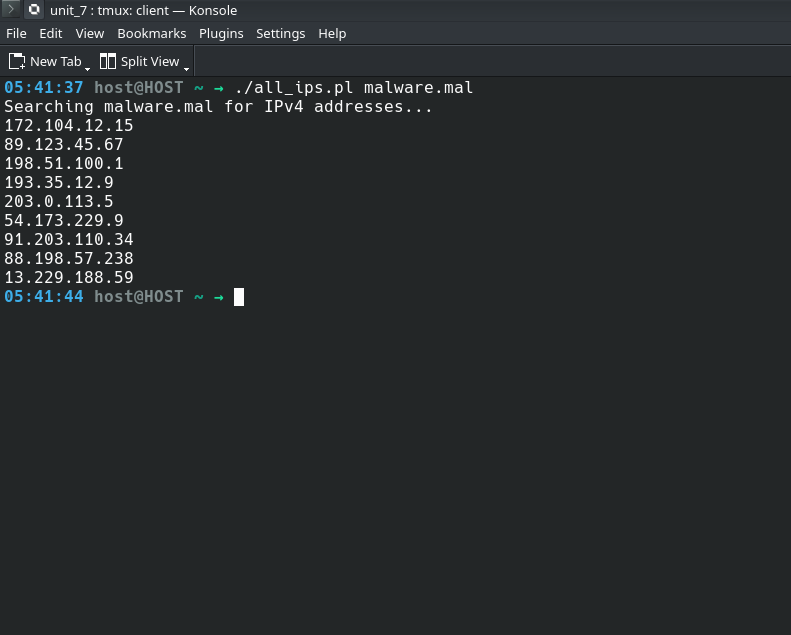 unit_7 : tmux: client — Konsole
File Edit View Bookmarks Plugins Settings Help
New Tab Split View
05:41:37 host@HOST ~ → ./all_ips.pl malware.mal
Searching malware.mal for IPv4 addresses...
172.104.12.15
89.123.45.67
198.51.100.1
193.35.12.9
203.0.113.5
54.173.229.9
91.203.110.34
88.198.57.238
13.229.188.59
05:41:44 host@HOST ~ →